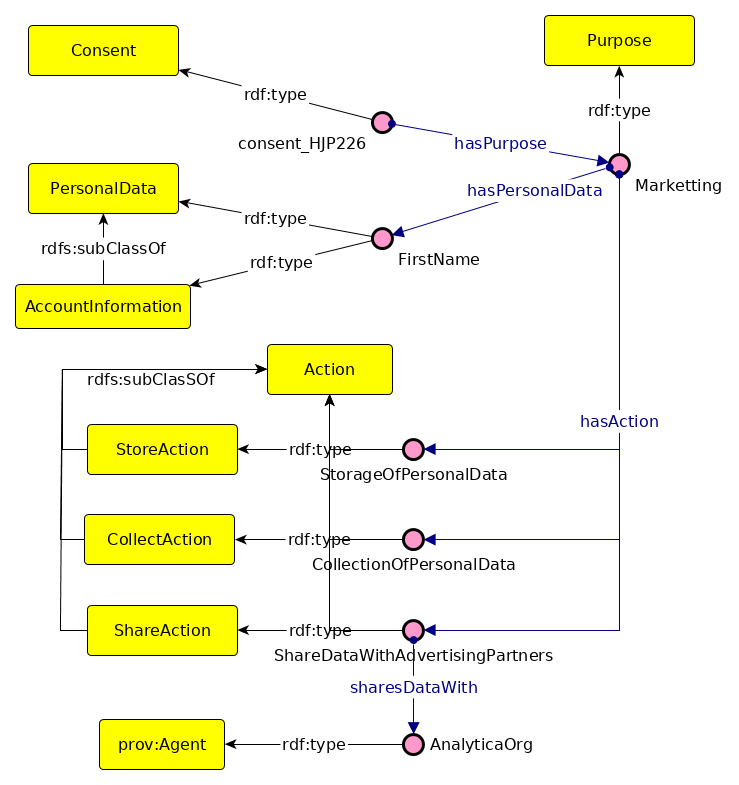 Purpose
Consent
rdf:type
rdf:type
consent_HJP226
hasPurpose
Marketting
PersonalData
hasPersonalData
rdf:type
rdfs:subClassOf
rdf:type
FirstName
AccountInformation
Action
rdfs:subClasSOf
hasAction
StoreAction
rdf:type
StorageOfPersonalData
CollectAction
rdf:type
CollectionOfPersonalData
ShareAction
rdf:type
ShareDataWithAdvertisingPartners
sharesDataWith
prov:Agent
rdf:type
AnalyticaOrg